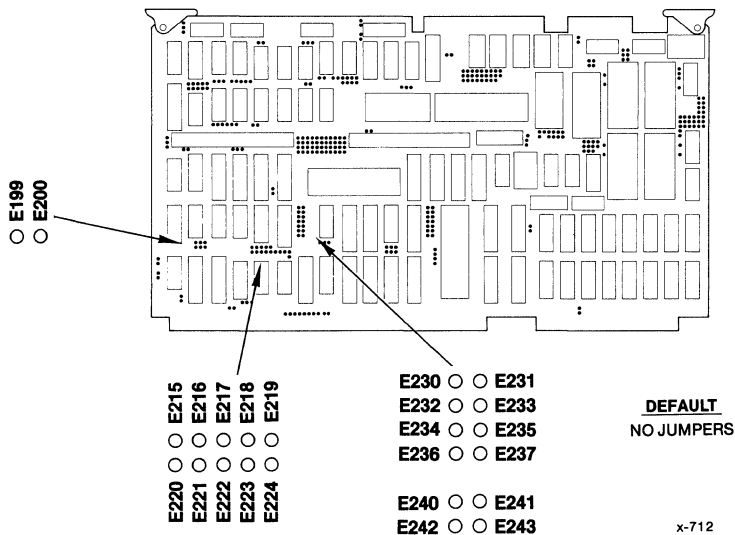 E199
E200
E215 E216 E217 E218 E219
E220 E221 E222 E223 E224
E230 E231
E232 E233
E234 E235
E236 E237
E240 E241
E242 E243
DEFAULT
NO JUMPERS
x-712